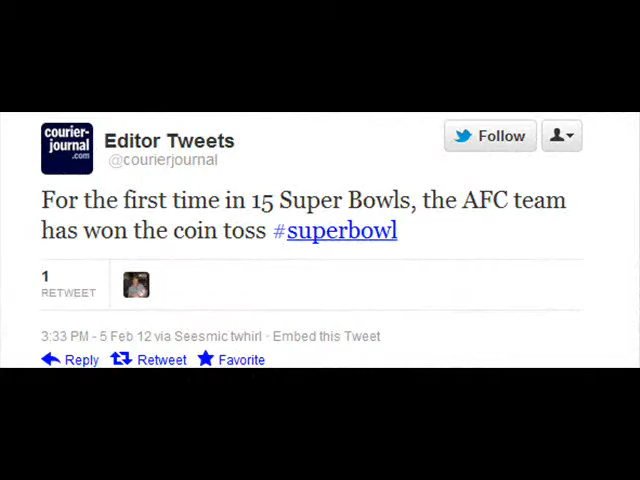 courier-
journal
.com
Editor Tweets
@courierjournal
Follow
For the first time in 15 Super Bowls, the AFC team
has won the coin toss #superbowl
1
RETWEET
3:33 PM - 5 Feb 12 via Seesmic twhirl · Embed this Tweet
Reply Retweet Favorite